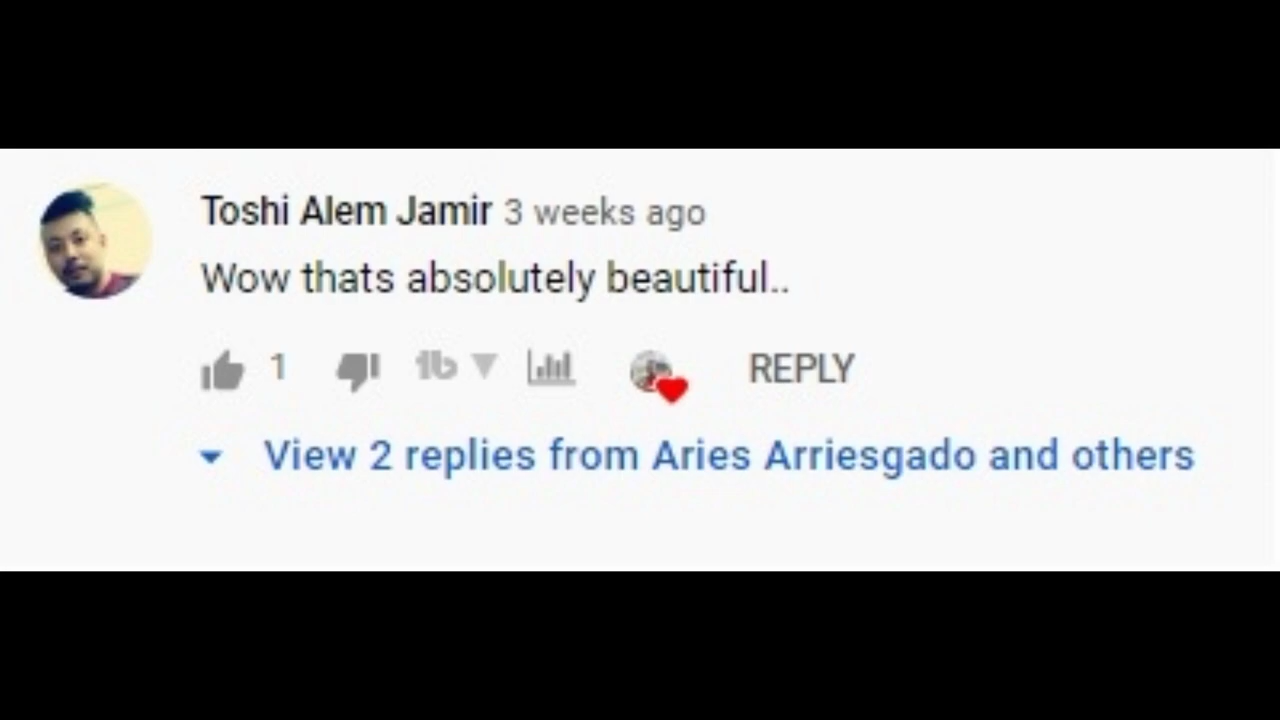 Toshi Alem Jamir 3 weeks ago
Wow thats absolutely beautiful..
1 REPLY
View 2 replies from Aries Arriesgado and others